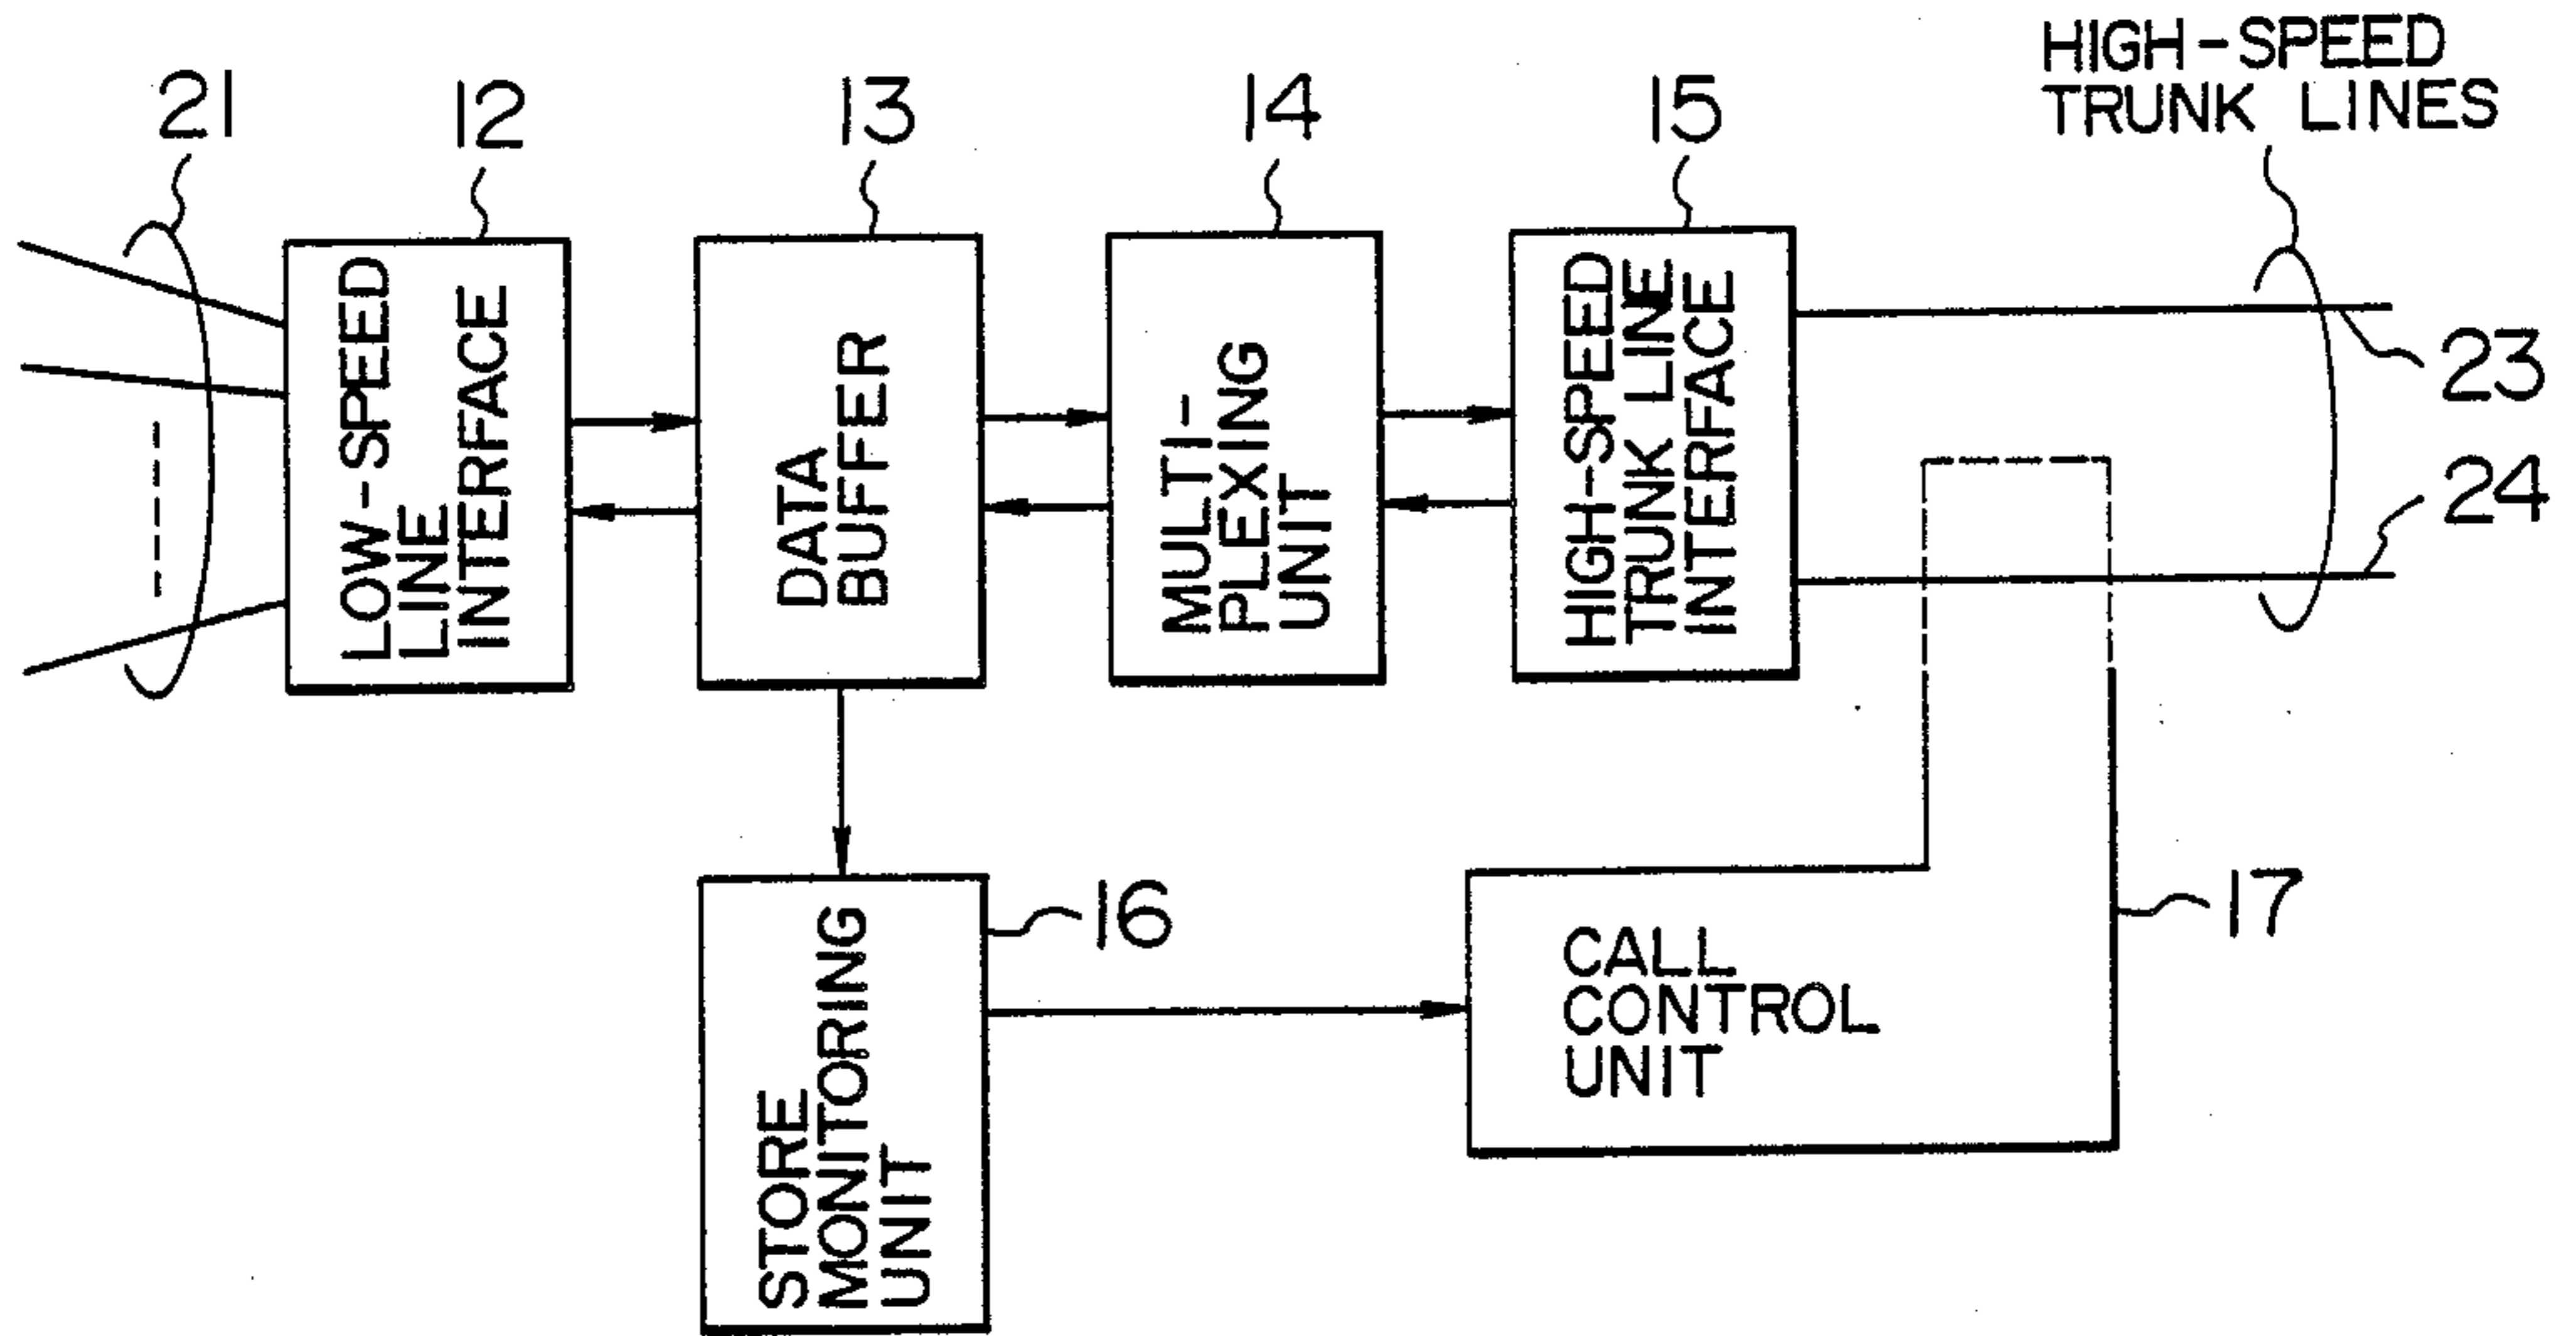 HIGH-SPEED
TRUNK LINES
21
12
13
14
15
LOW-SPEED
LINE
INTERFACE
DATA
BUFFER
MULTI-
PLEXING
UNIT
HIGH-SPEED
TRUNK LINE
INTERFACE
23
24
STORE
MONITORING
UNIT
16
CALL
CONTROL
UNIT
17